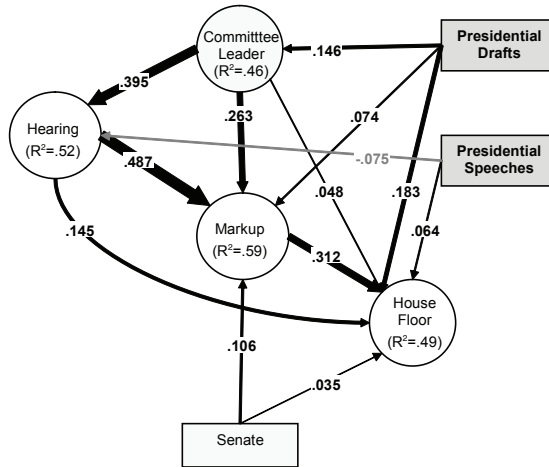 Committtee
Leader
(R²=.46)
Presidential
Drafts
.146
.395
.263
.074
Hearing
(R²=.52)
-.075
Presidential
Speeches
.487
.048
.183
.145
Markup
(R²=.59)
.064
.312
House
Floor
(R²=.49)
.106
.035
Senate